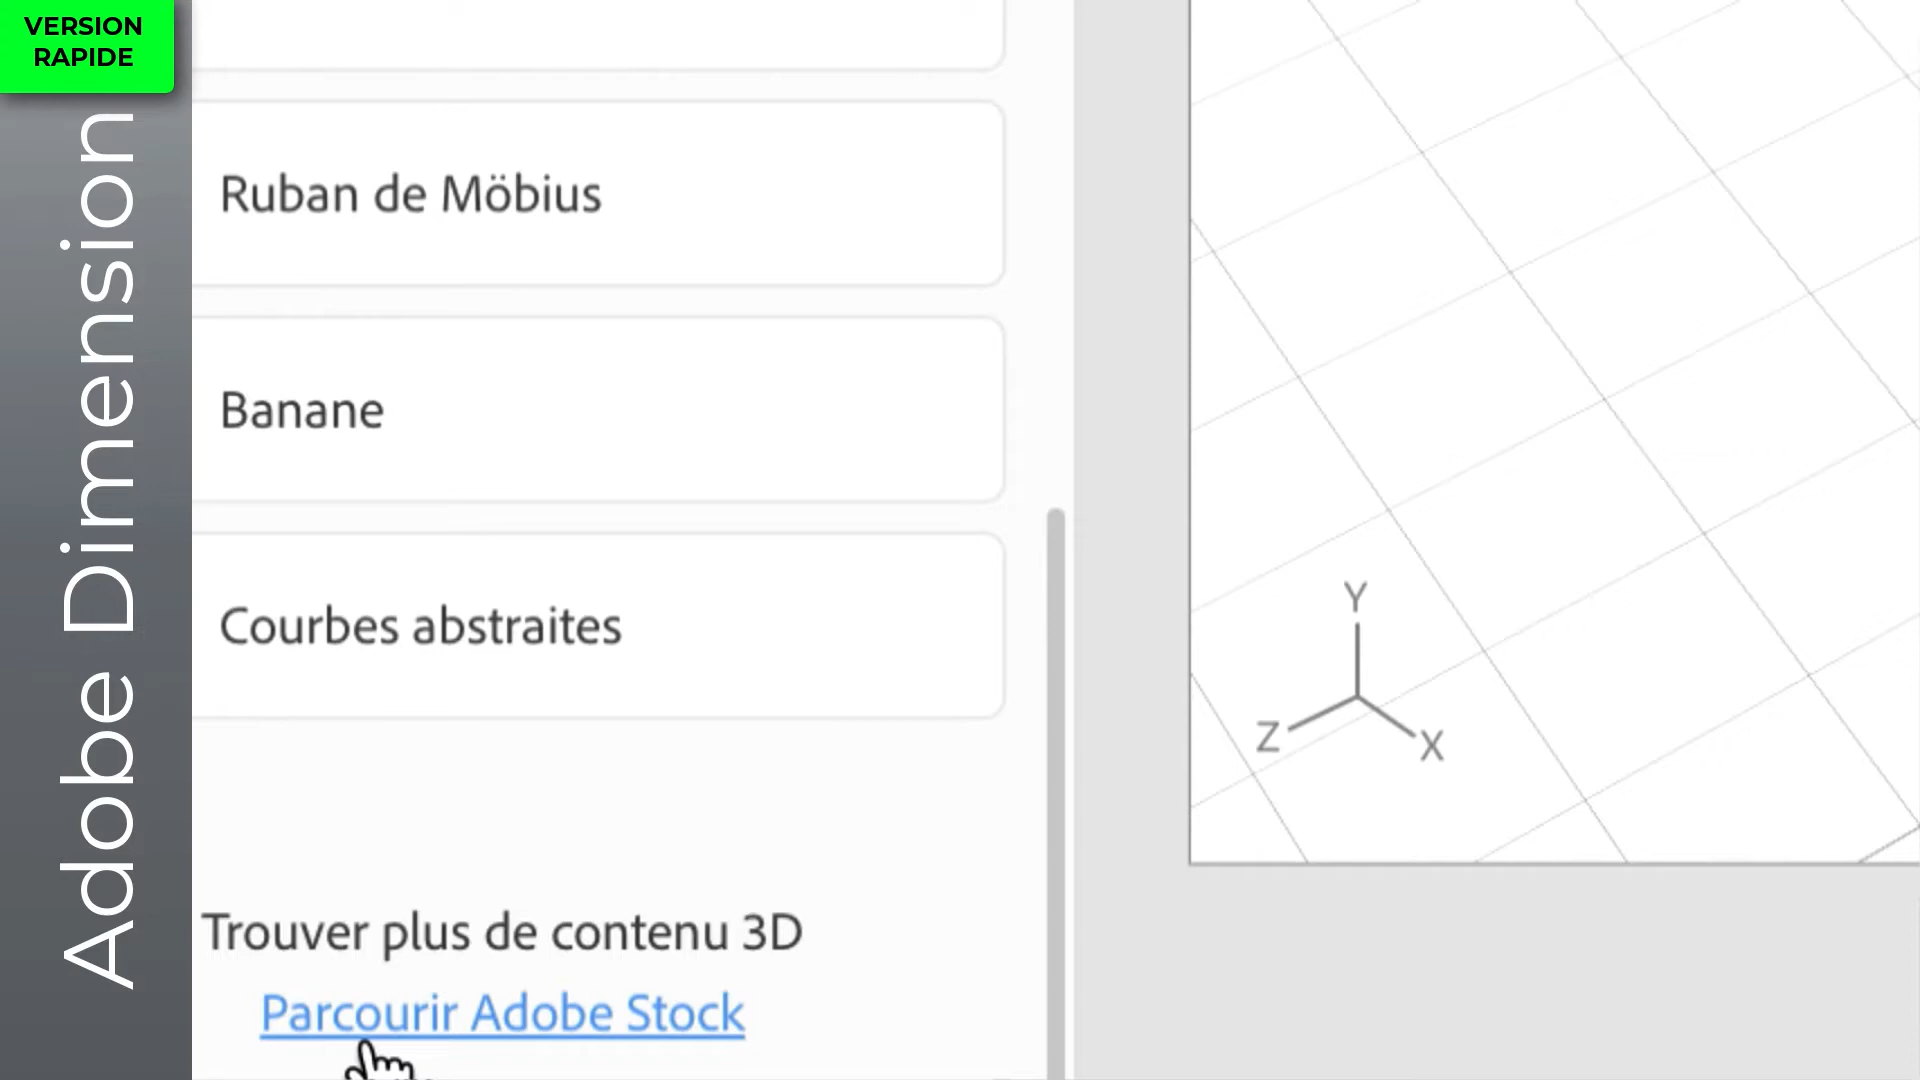 VERSION
RAPIDE
Adobe Dimension
Ruban de Möbius
Banane
Courbes abstraites
Trouver plus de contenu 3D
Parcourir Adobe Stock
Y
Z
X